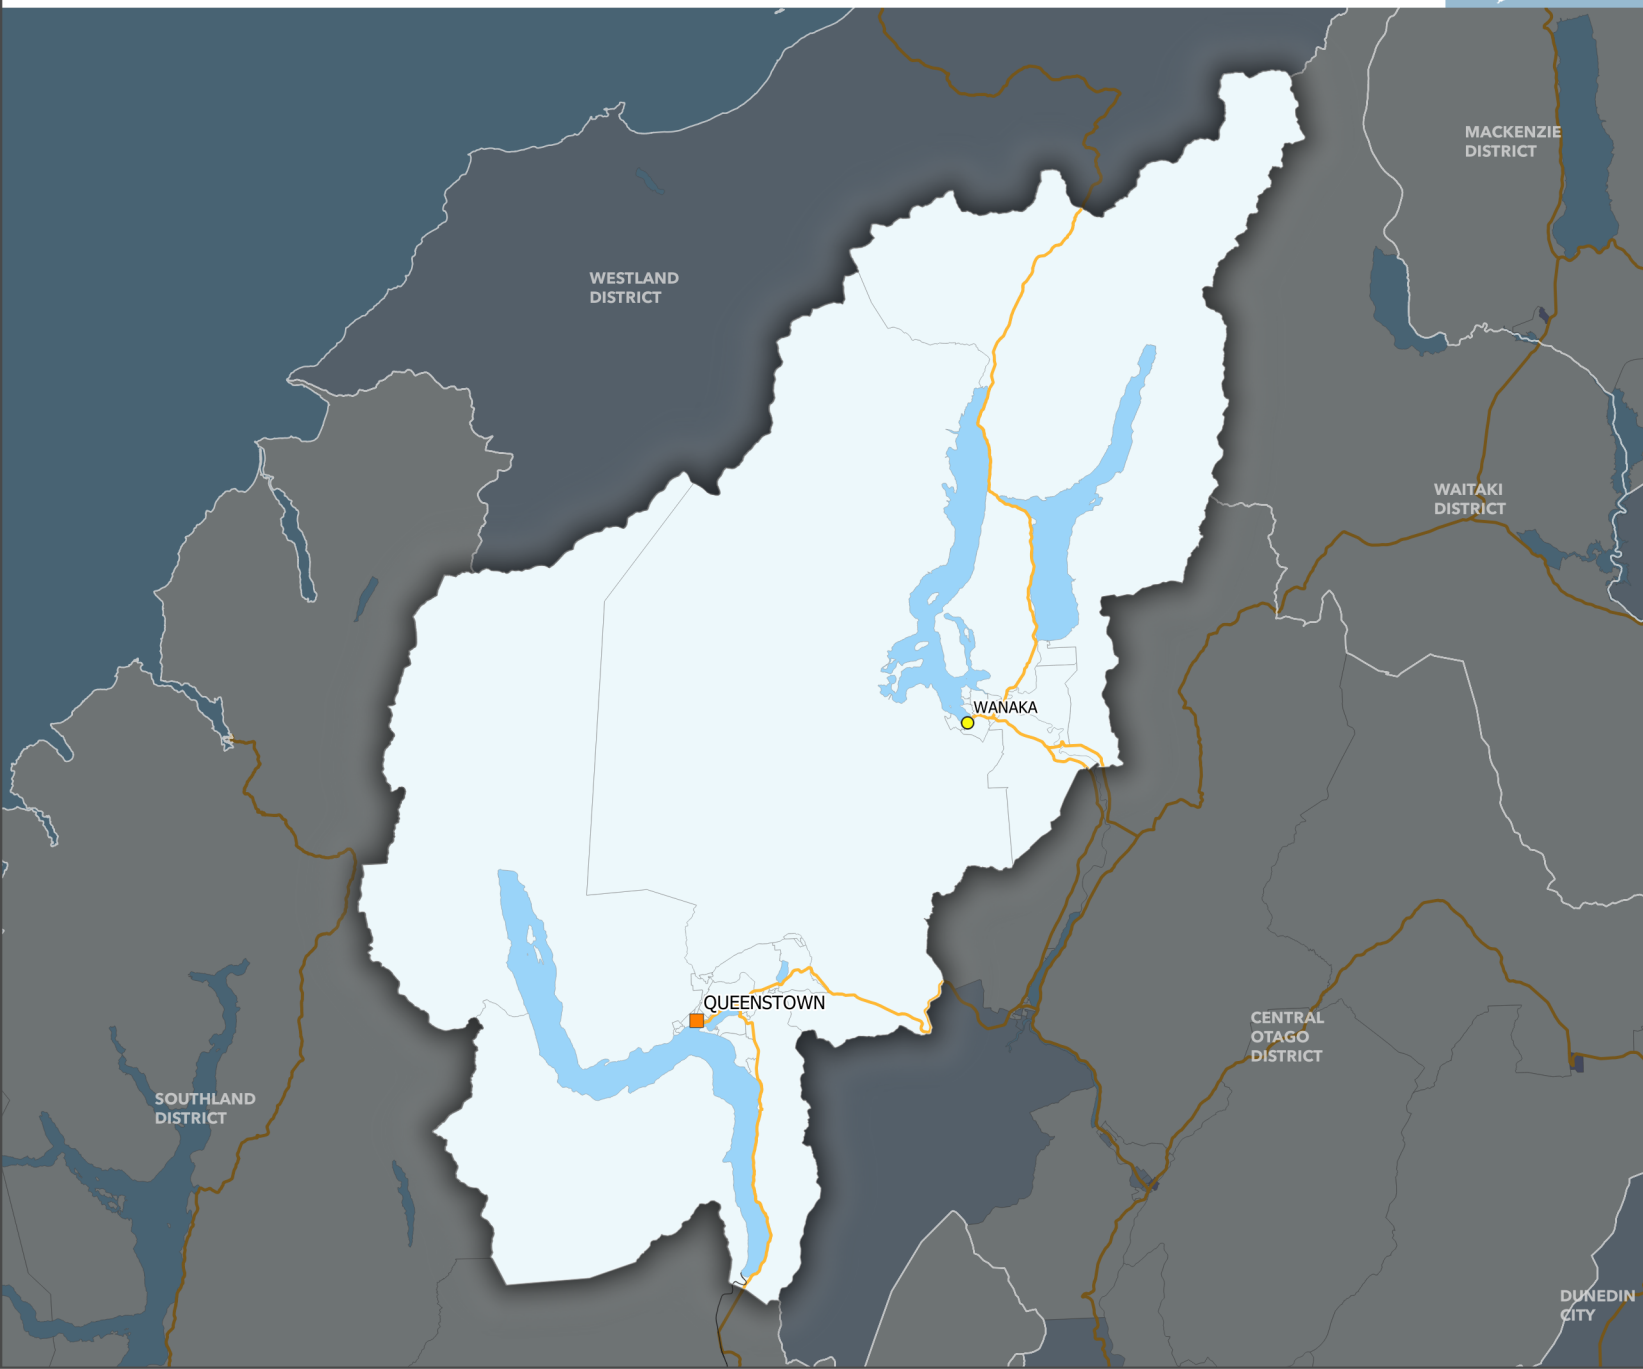 MACKENZIE
DISTRICT
WESTLAND
DISTRICT
WAITAKI
DISTRICT
WANAKA
QUEENSTOWN
CENTRAL
OTAGO
DISTRICT
SOUTHLAND
DISTRICT
DUNEDIN
CITY